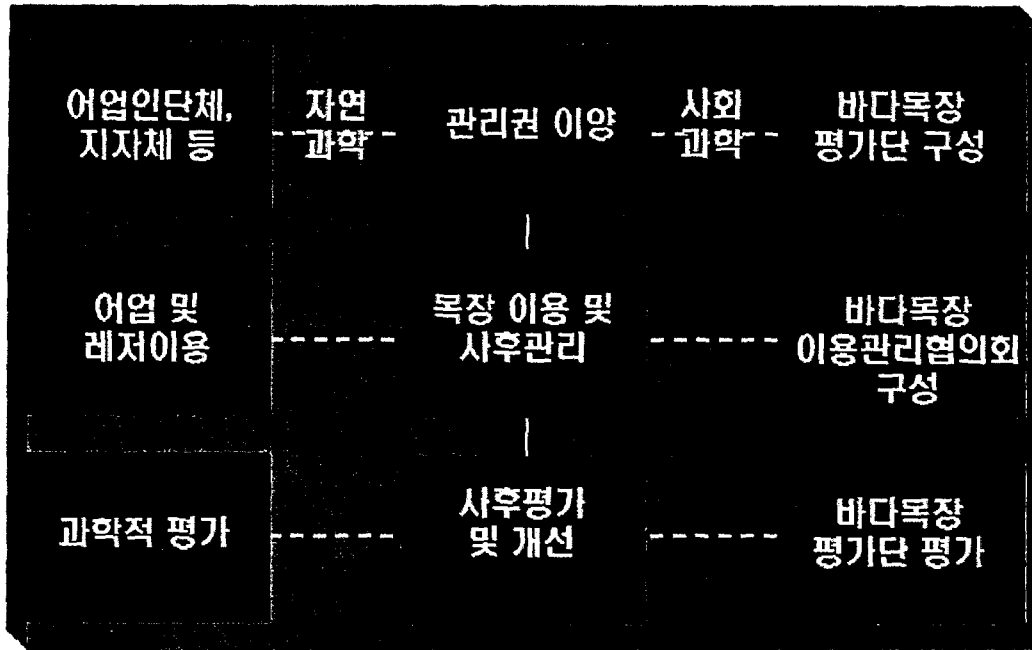 어업인단체,
지자체 등
자연
과학
관리권 이양
사회
과학
바다목장
평가단 구성
어업 및
레저이용
목장 이용 및
사후관리
바다목장
이용관리협의회
구성
과학적 평가
사후평가
및 개선
바다목장
평가단 평가